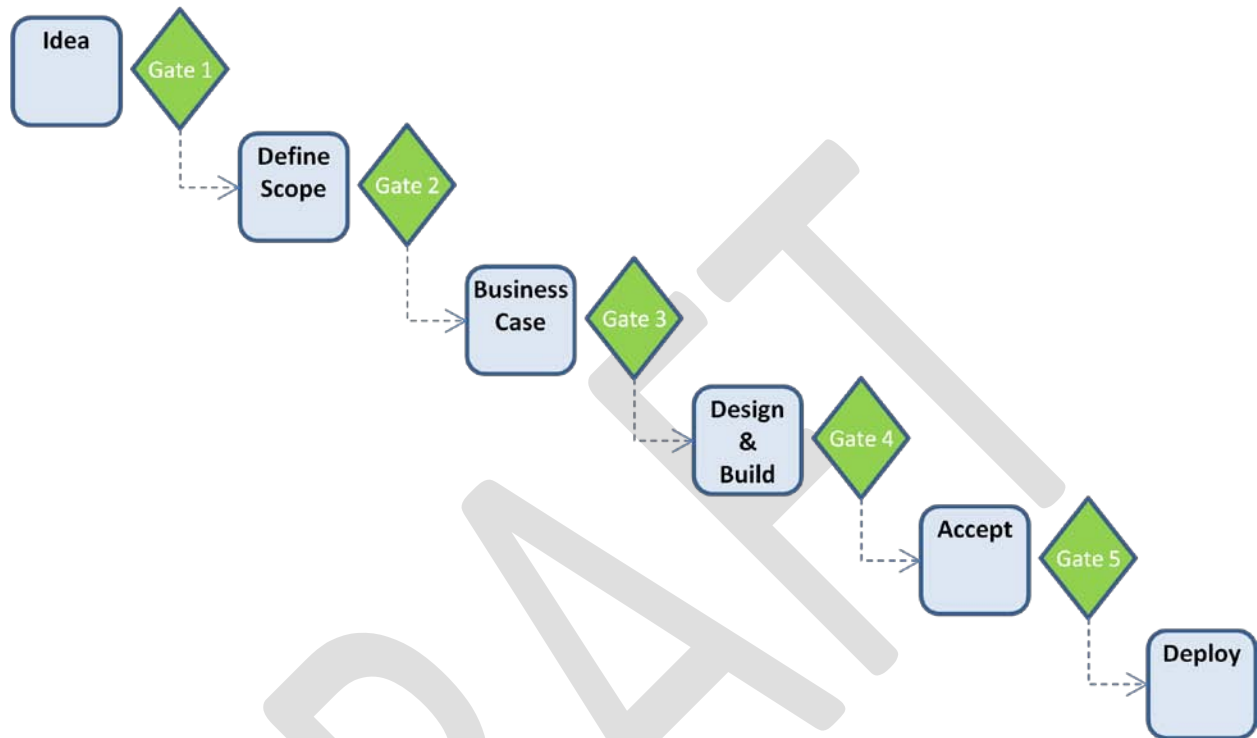 Idea
Gate 1
Define
Scope
Gate 2
Business
Case
Gate 3
Design
&
Build
Gate 4
Accept
Gate 5
Deploy
RAFT